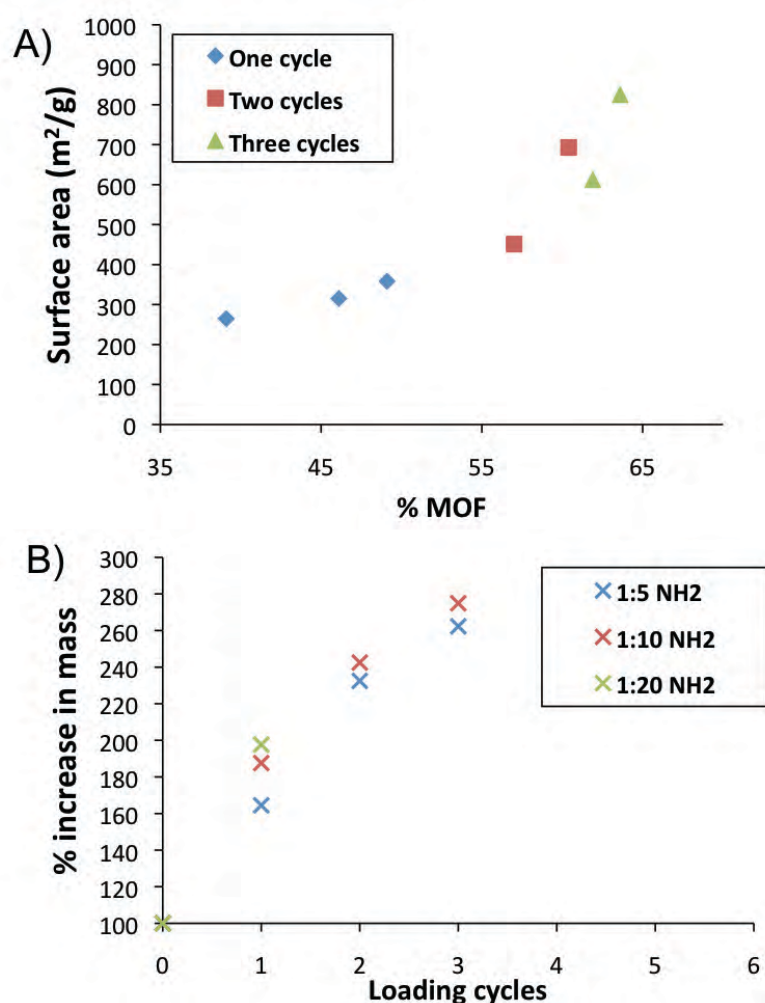 A)
Surface area (m²/g)
1000
900
800
700
600
500
400
300
200
100
0
One cycle
Two cycles
Three cycles
35 45 55 65
% MOF
B)
% increase in mass
300
280
260
240
220
200
180
160
140
120
100
1:5 NH2
1:10 NH2
1:20 NH2
0 1 2 3 4 5 6
Loading cycles